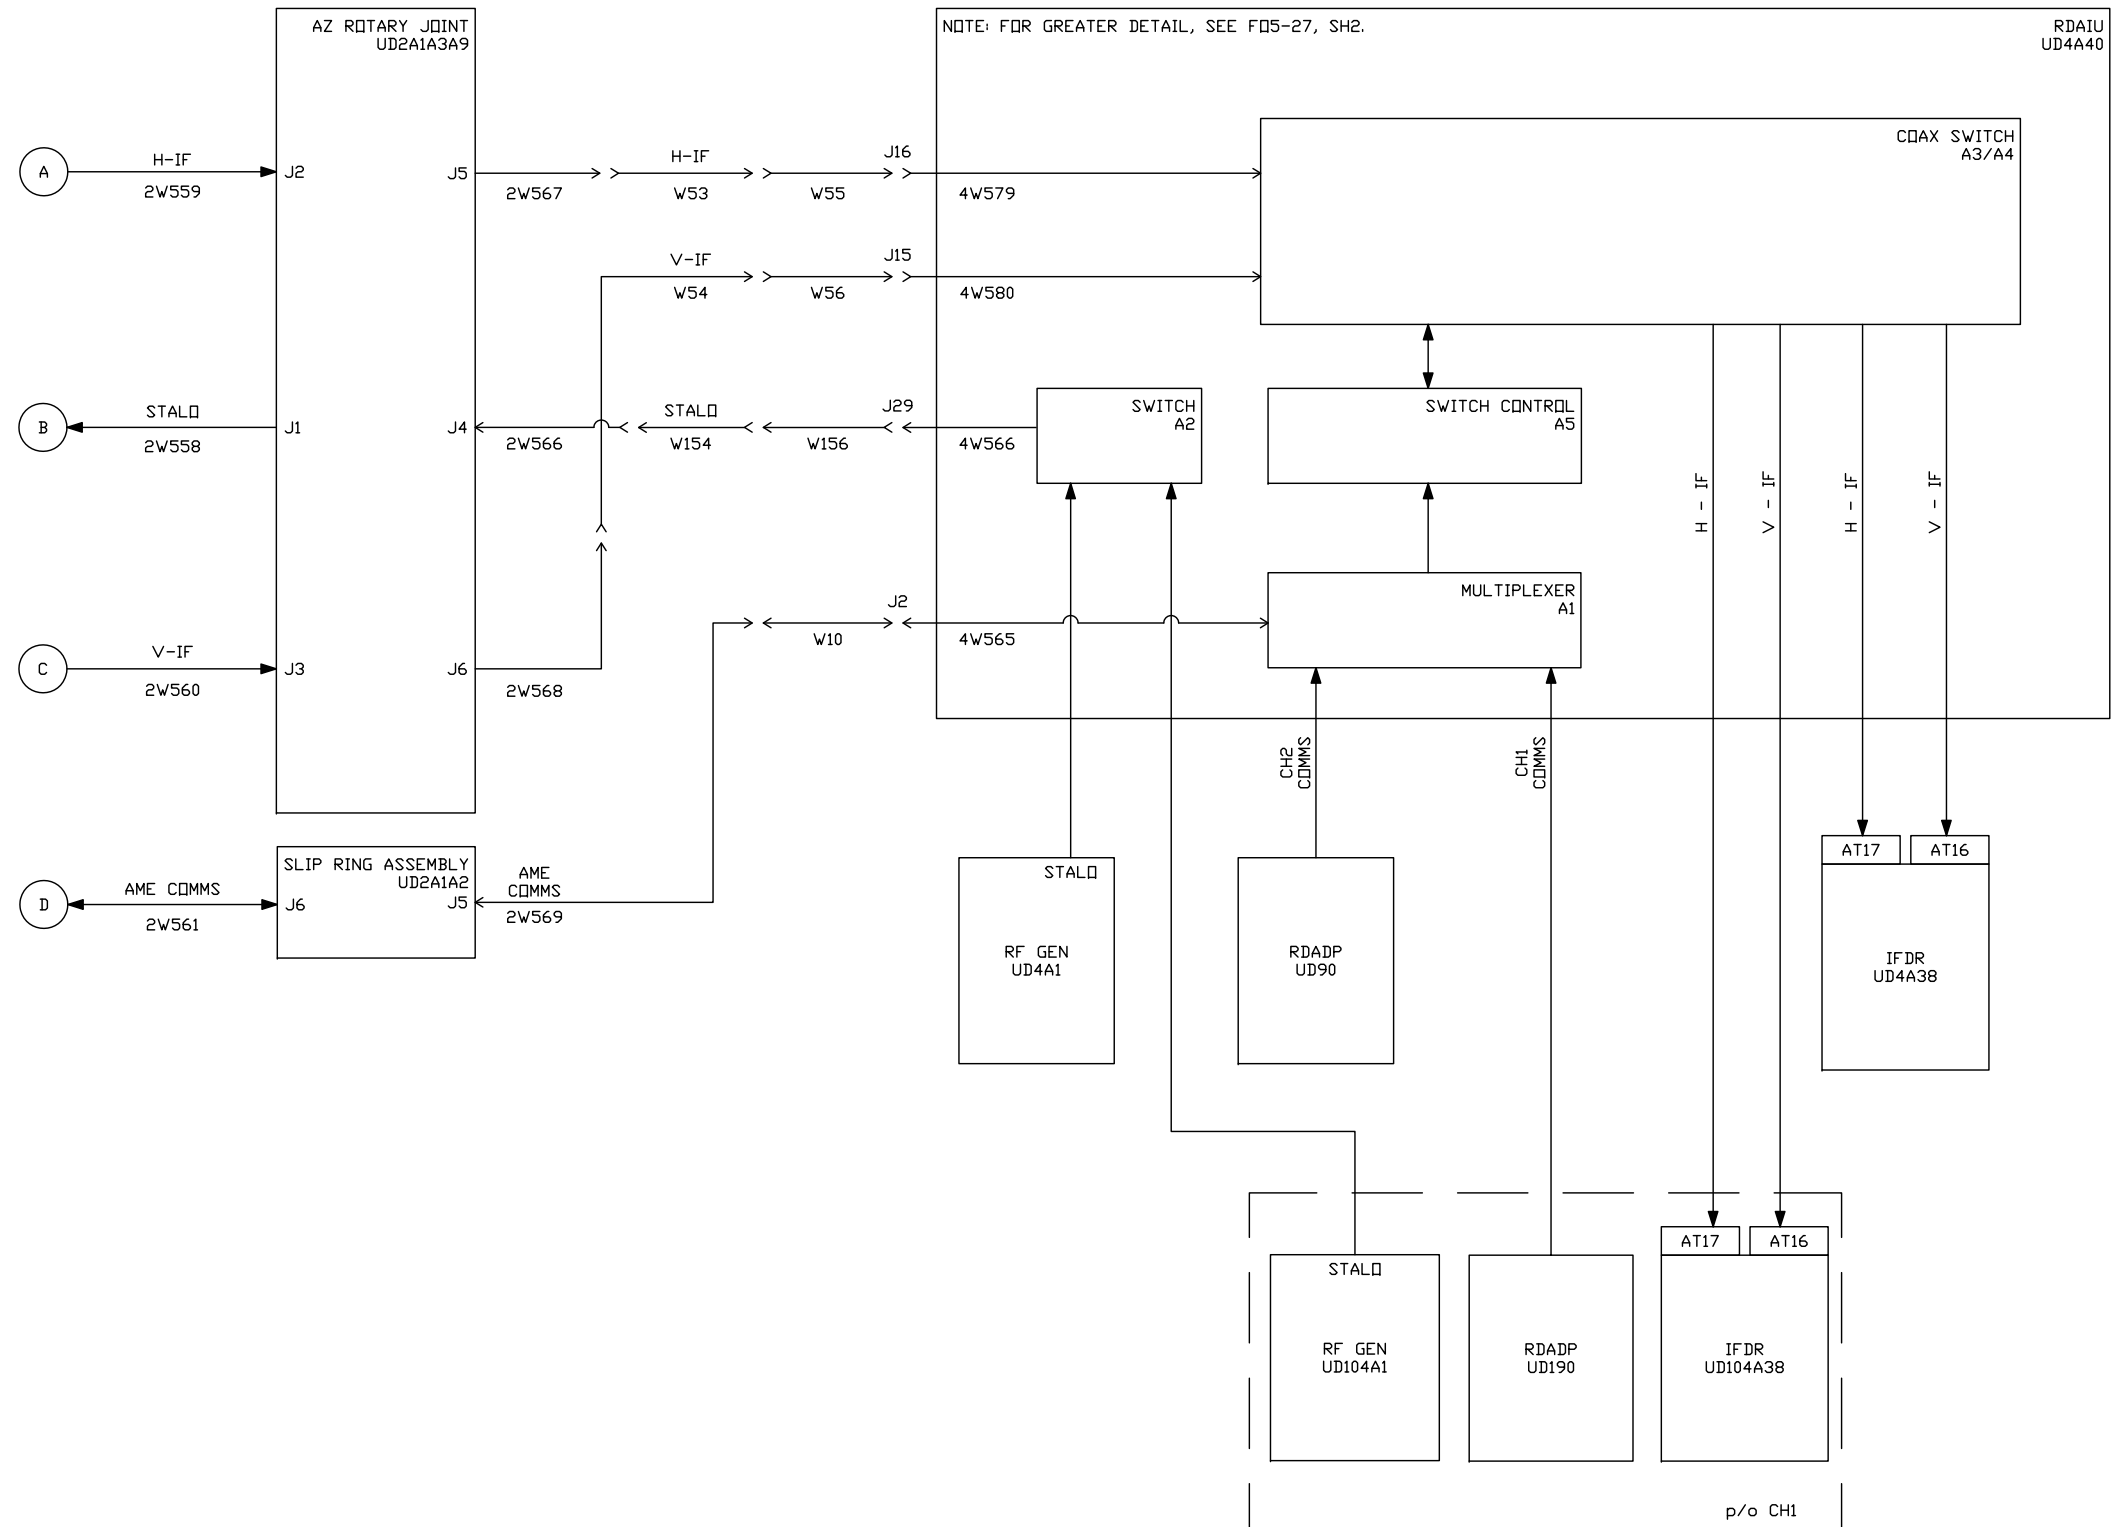 AZ ROTARY JOINT
UD2A1A3A9
NOTE: FOR GREATER DETAIL, SEE FO5-27, SH2.
RDAIU
UD4A40
COAX SWITCH
A3/A4
A
H-IF
2W559
J2
J5
2W567
H-IF
W53
W55
J16
4W579
V-IF
W54
W56
J15
4W580
B
STALO
2W558
J1
J4
2W566
STALO
W154
W156
J29
4W566
SWITCH
A2
SWITCH CONTROL
A5
H - IF
V - IF
H - IF
V - IF
C
V-IF
2W560
J3
J6
2W568
J2
W10
4W565
MULTIPLEXER
A1
CH2
COMMS
CH1
COMMS
D
AME COMMS
2W561
SLIP RING ASSEMBLY
UD2A1A2
J6
J5
AME
COMMS
2W569
STALO
RF GEN
UD4A1
RDADP
UD90
AT17
AT16
IFDR
UD4A38
STALO
RF GEN
UD104A1
RDADP
UD190
AT17
AT16
IFDR
UD104A38
p/o CH1